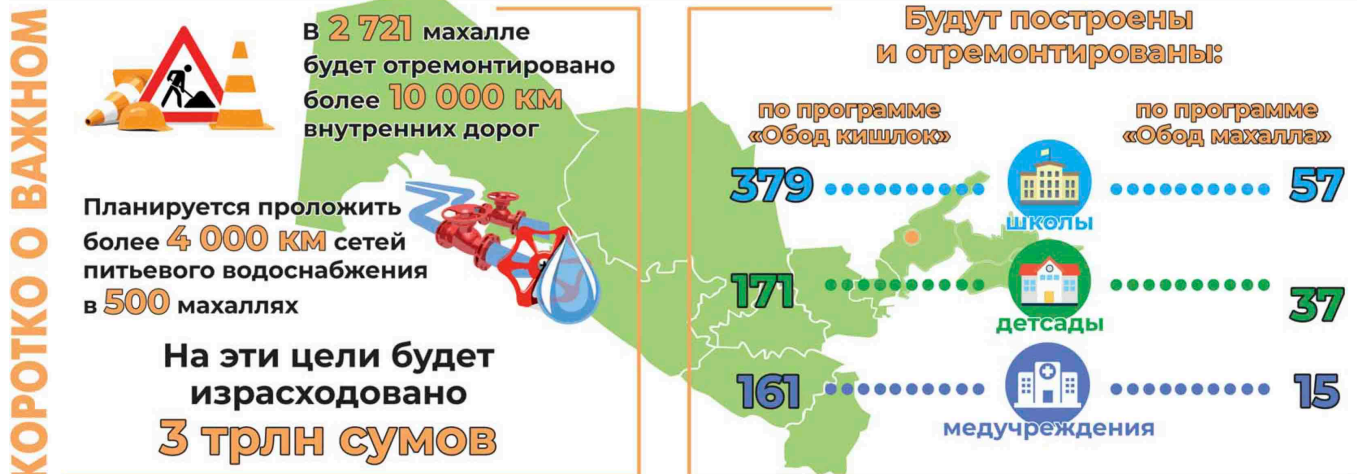 КОРОТКО О ВАЖНОМ
В 2 721 махалле
будет отремонтировано
более 10 000 км
внутренних дорог
Планируется проложить
более 4 000 км сетей
питьевого водоснабжения
в 500 махаллях
На эти цели будет
израсходовано
3 трлн сумов
Будут построены
и отремонтированы:
по программе
«Обод кишлок»
по программе
«Обод махалла»
379
школы
57
171
детсады
37
161
медучреждения
15